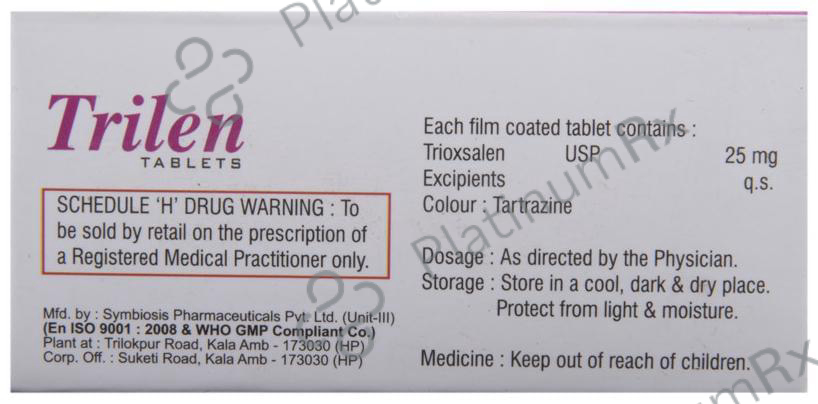 Trilen
TABLETS
SCHEDULE 'H' DRUG WARNING : To
be sold by retail on the prescription of
a Registered Medical Practitioner only.
Mfd. by : Symbiosis Pharmaceuticals Pvt. Ltd. (Unit-III)
(En ISO 9001 : 2008 & WHO GMP Compliant Co.)
Plant at : Trilokpur Road, Kala Amb - 173030 (HP)
Corp. Off. : Suketi Road, Kala Amb - 173030 (HP)
Each film coated tablet contains :
Trioxsalen USP 25 mg
Excipients q.s.
Colour : Tartrazine
Dosage : As directed by the Physician.
Storage : Store in a cool, dark & dry place.
Protect from light & moisture.
Medicine : Keep out of reach of children.
PlatinumRx